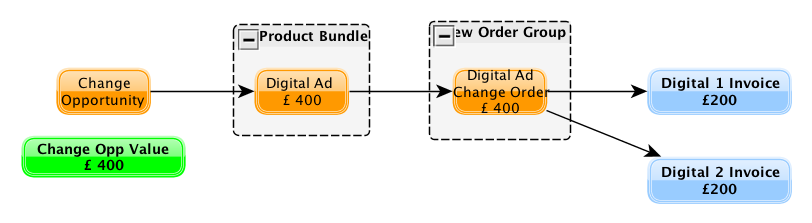 Product Bundle
ew Order Group
Change
Opportunity
Digital Ad
£ 400
Digital Ad
Change Order
£ 400
Digital 1 Invoice
£200
Change Opp Value
£ 400
Digital 2 Invoice
£200